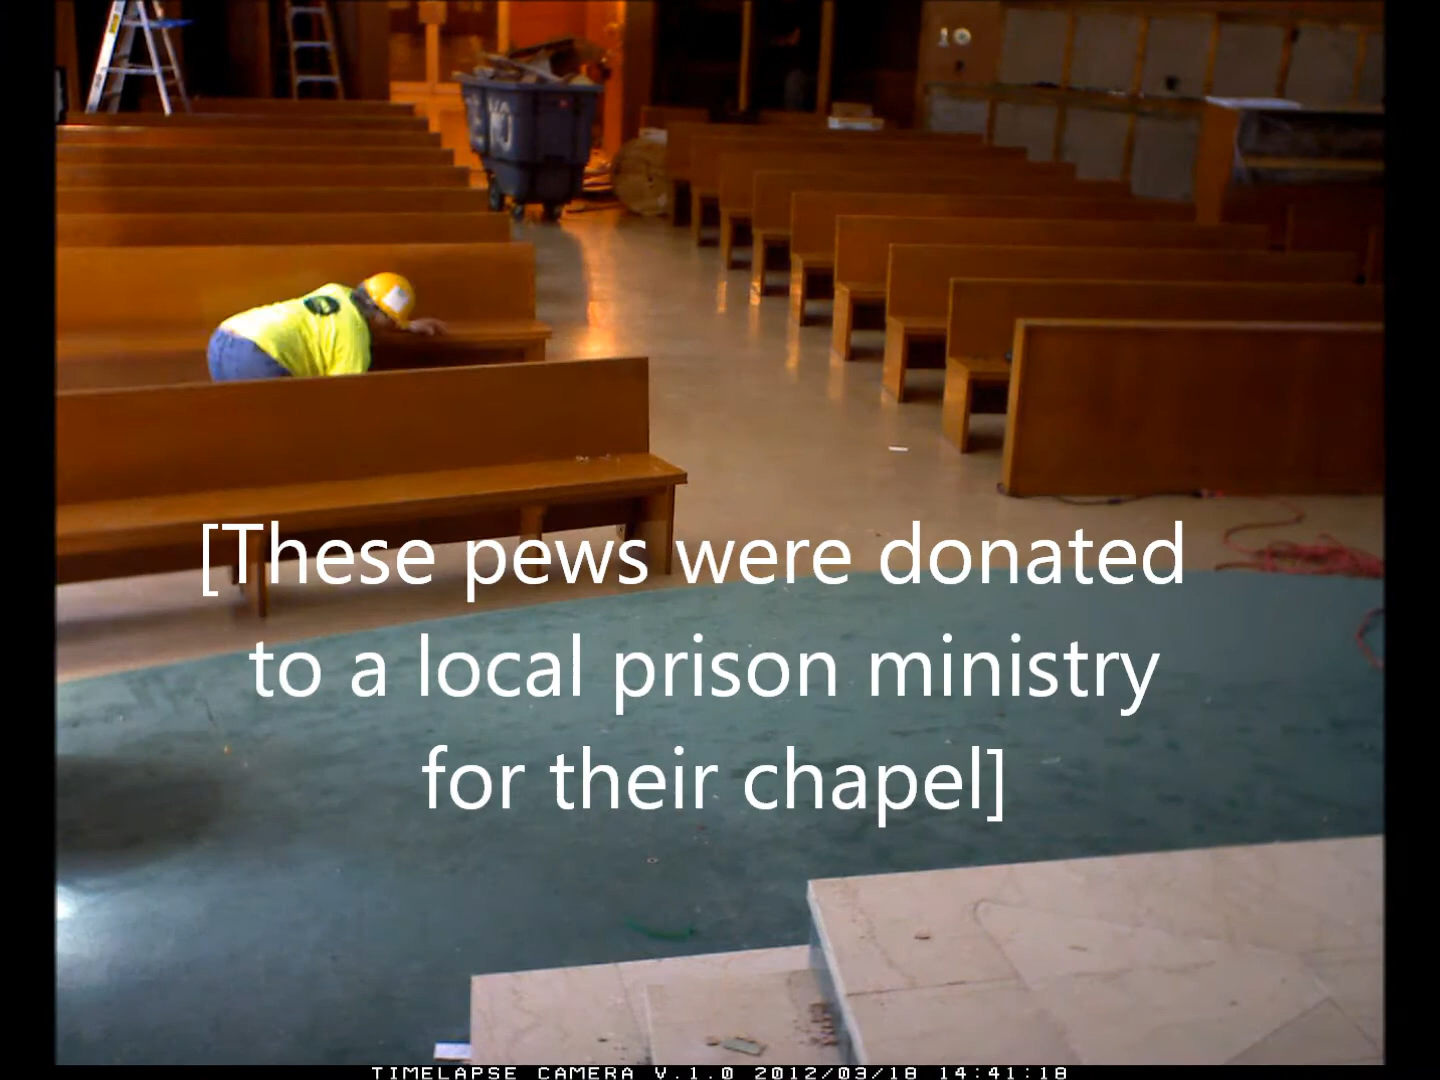 10
[These pews were donated
to a local prison ministry
for their chapel]
TIMELAPSE CAMERA V.1.0 2012/03/18 14:41:18